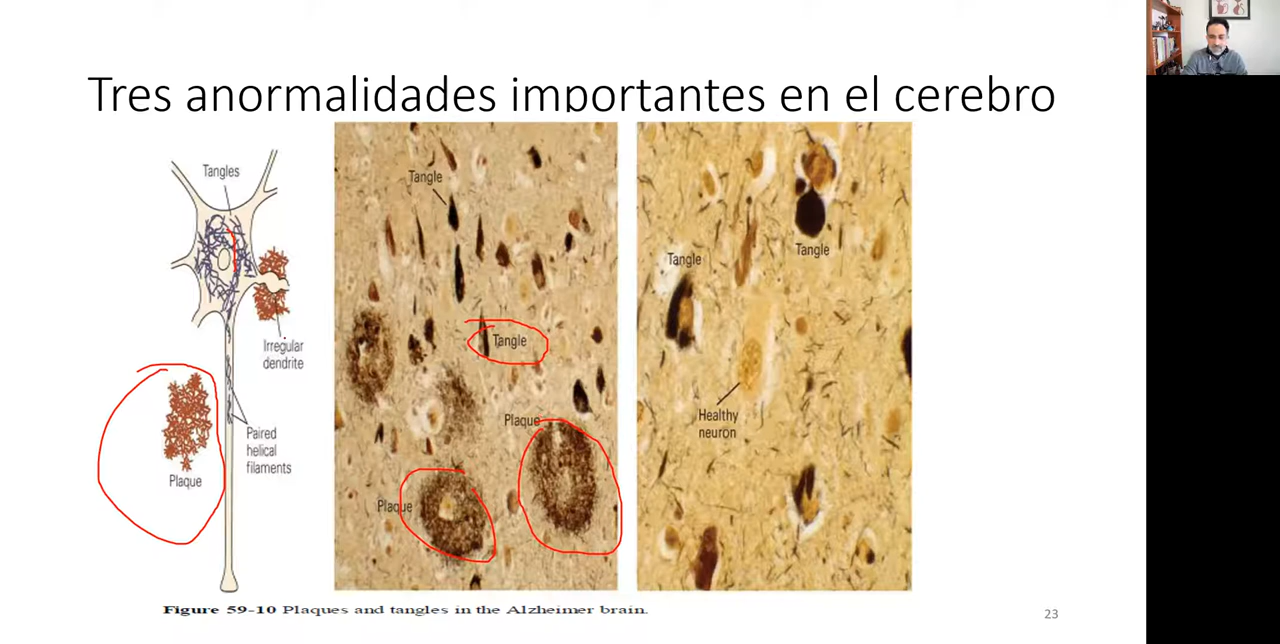 Tres anormalidades importantes en el cerebro
Tangles
Irregular
dendrite
Paired
helical
filaments
Plaque
Tangle
Tangle
Plaque
Plaque
Tangle
Tangle
Healthy
neuron
Figure 59-10 Plaques and tangles in the Alzheimer brain.
23